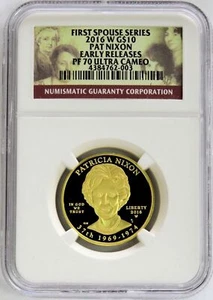 FIRST SPOUSE SERIES
2016 W G$10
PAT NIXON
EARLY RELEASES
PF 70 ULTRA CAMEO
4384762-003
NUMISMATIC GUARANTY CORPORATION
PATRICIA NIXON
IN GOD
WE TRUST
LIBERTY
2016
W
37th 1969-1974